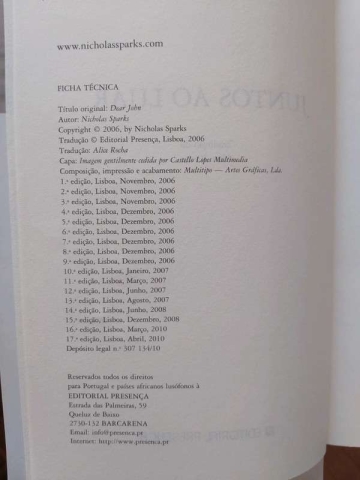 www.nicholassparks.com
FICHA TÉCNICA
Título original: Dear John
Autor: Nicholas Sparks
Copyright © 2006, by Nicholas Sparks
Tradução © Editorial Presença, Lisboa, 2006
Tradução: Alice Rocha
Capa: Imagem gentilmente cedida por Castello Lopes Multimedia
Composição, impressão e acabamento: Multitipo — Artes Gráficas, Lda.
1.ª edição, Lisboa, Novembro, 2006
2.ª edição, Lisboa, Novembro, 2006
3.ª edição, Lisboa, Novembro, 2006
4.ª edição, Lisboa, Dezembro, 2006
5.ª edição, Lisboa, Dezembro, 2006
6.ª edição, Lisboa, Dezembro, 2006
7.ª edição, Lisboa, Dezembro, 2006
8.ª edição, Lisboa, Dezembro, 2006
9.ª edição, Lisboa, Dezembro, 2006
10.ª edição, Lisboa, Janeiro, 2007
11.ª edição, Lisboa, Março, 2007
12.ª edição, Lisboa, Junho, 2007
13.ª edição, Lisboa, Agosto, 2007
14.ª edição, Lisboa, Junho, 2008
15.ª edição, Lisboa, Dezembro, 2008
16.ª edição, Lisboa, Março, 2010
17.ª edição, Lisboa, Abril, 2010
Depósito legal n.º 307 134/10
Reservados todos os direitos
para Portugal e países africanos lusófonos à
EDITORIAL PRESENÇA
Estrada das Palmeiras, 59
Queluz de Baixo
2730-132 BARCARENA
Email: info@presenca.pt
Internet: http://www.presenca.pt
JUNTOS AO LUAR